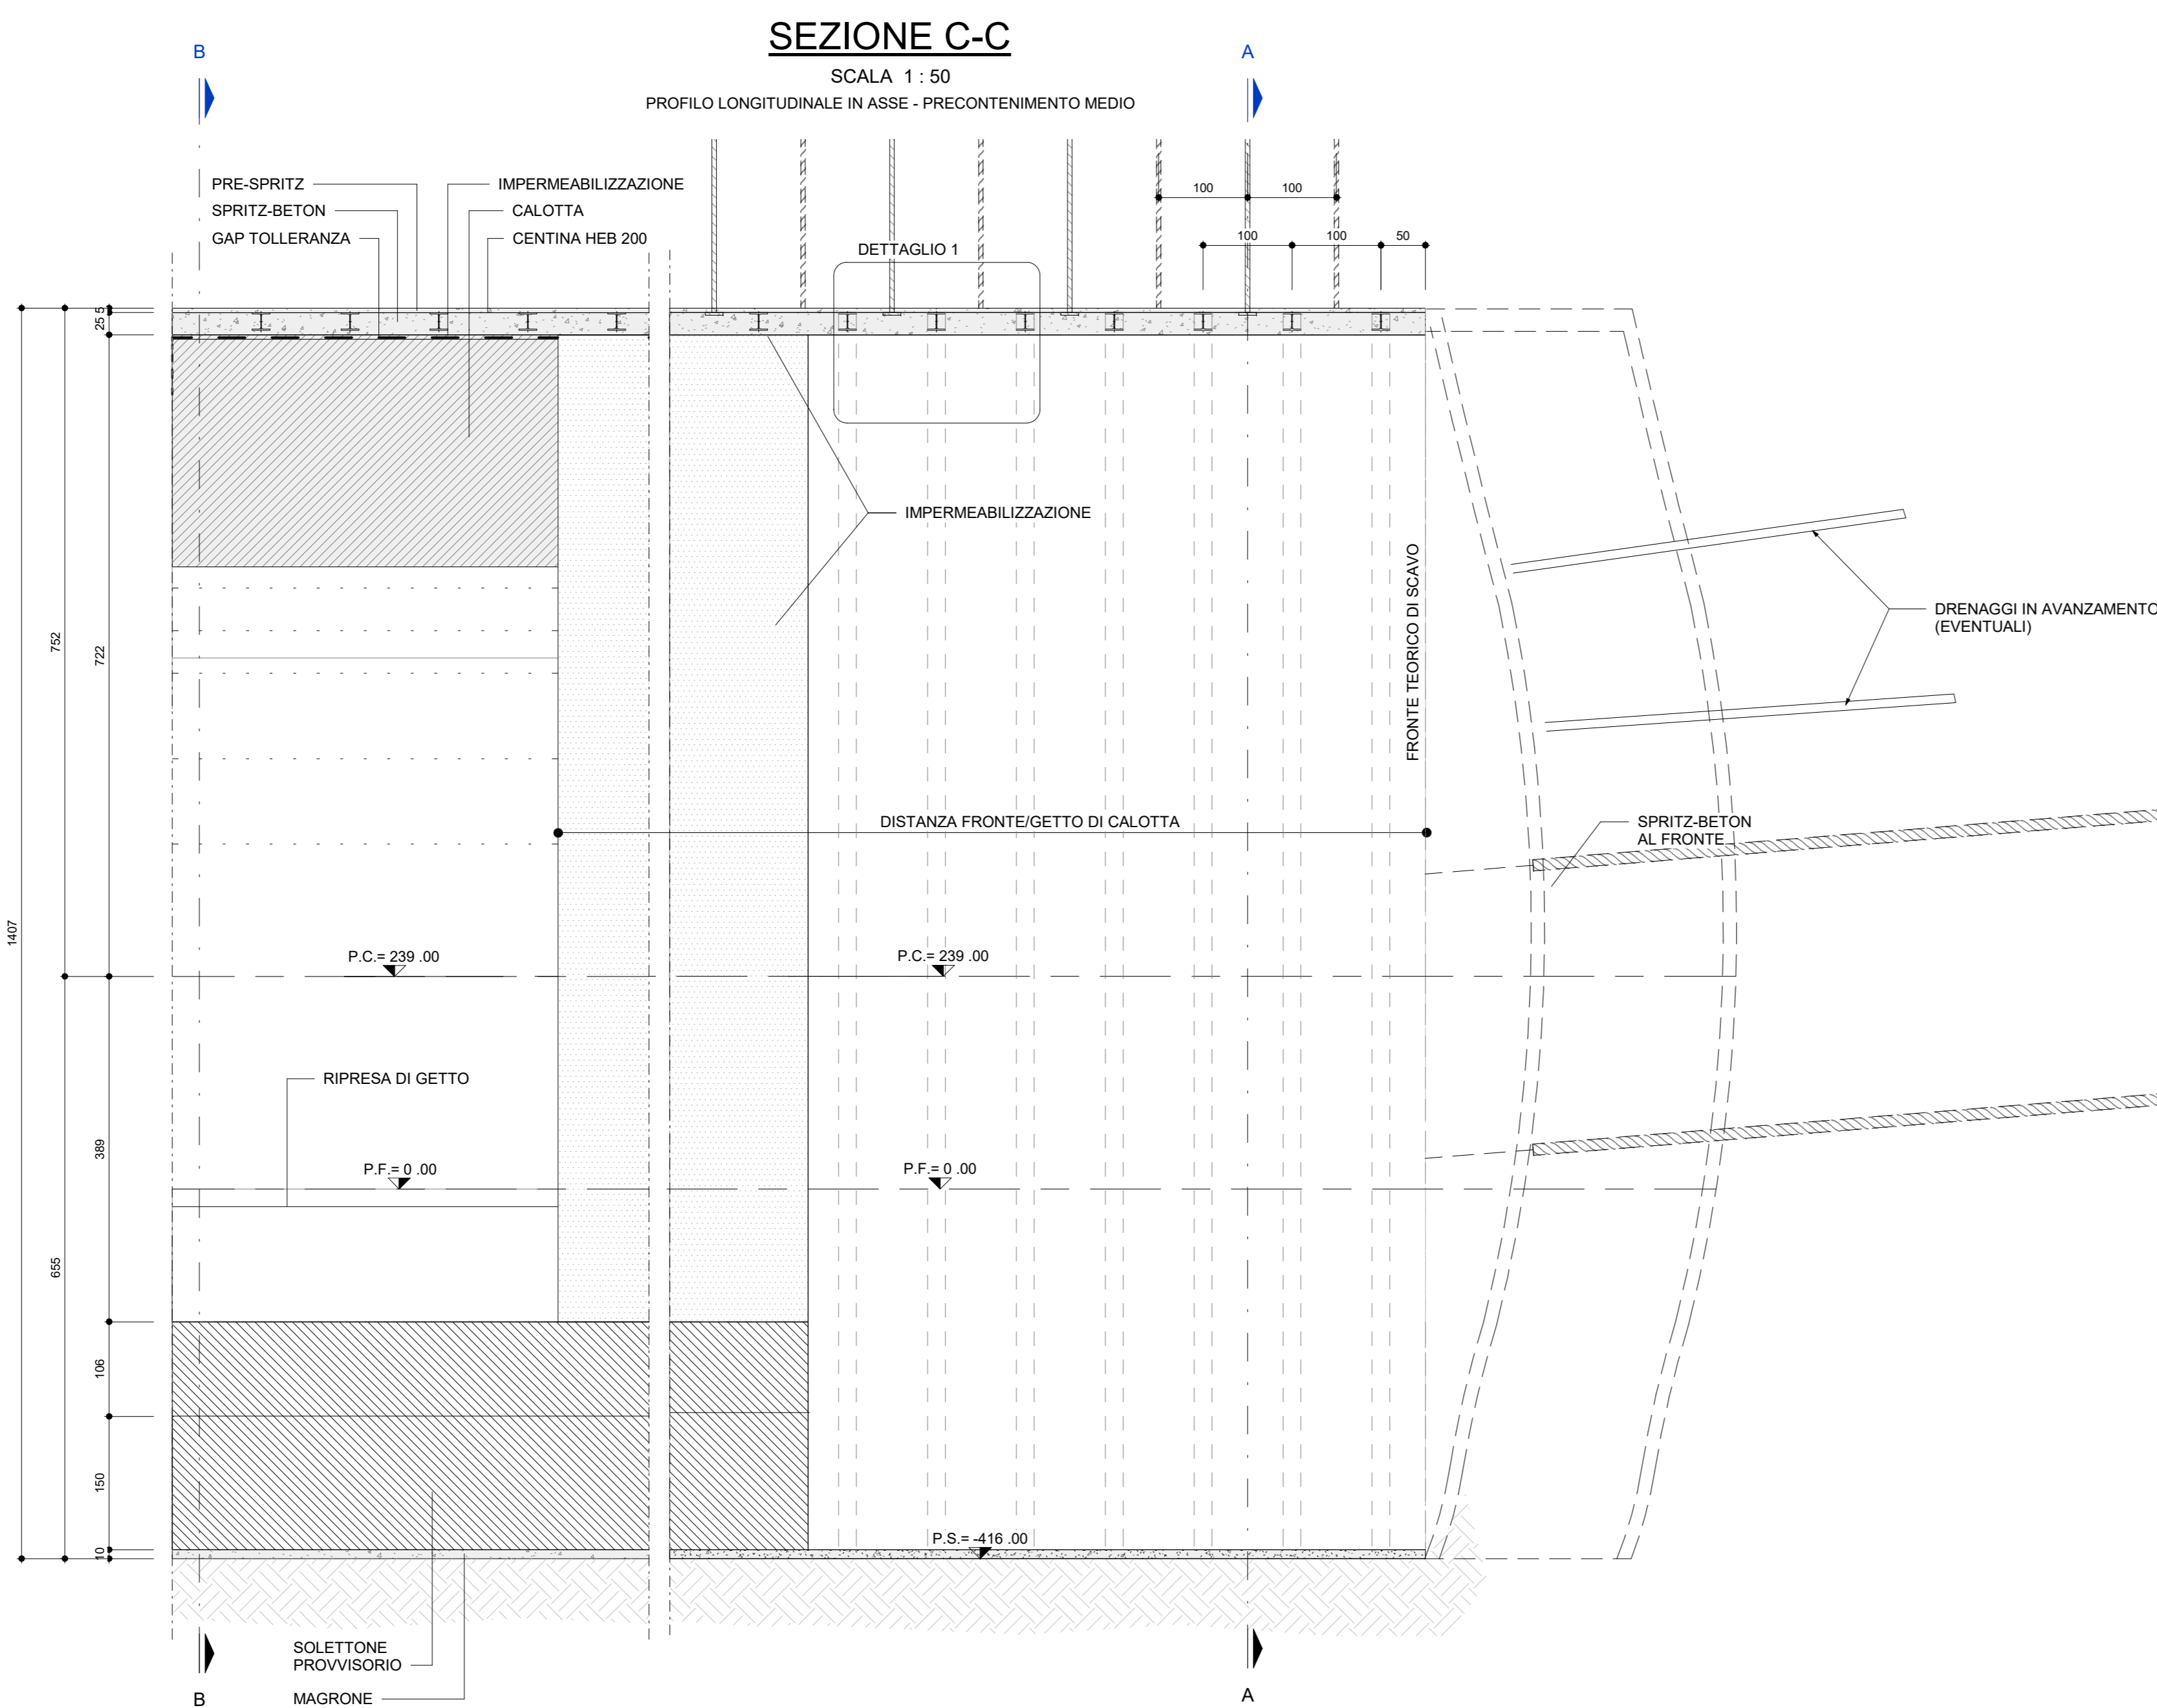 SEZIONE C-C
SCALA 1 : 50
PROFILO LONGITUDINALE IN ASSE - PRECONTENIMENTO MEDIO
B
A
PRE-SPRITZ
SPRITZ-BETON
GAP TOLLERANZA
IMPERMEABILIZZAZIONE
CALOTTA
CENTINA HEB 200
DETTAGLIO 1
100
100
100
100
50
25
5
752
722
1407
389
655
106
150
10
IMPERMEABILIZZAZIONE
FRONTE TEORICO DI SCAVO
DRENAGGI IN AVANZAMENTO
(EVENTUALI)
DISTANZA FRONTE/GETTO DI CALOTTA
SPRITZ-BETON
AL FRONTE
P.C.= 239 .00
P.C.= 239 .00
RIPRESA DI GETTO
P.F.= 0 .00
P.F.= 0 .00
P.S.= -416 .00
SOLETTONE
PROVVISORIO
MAGRONE
B
A